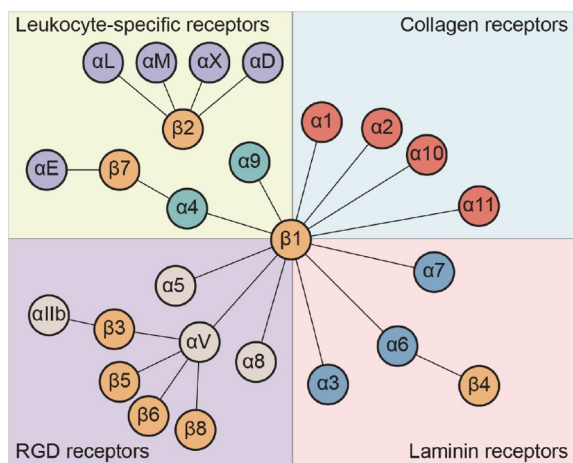 Leukocyte-specific receptors
Collagen receptors
αL
αM
αX
αD
β2
α1
α2
α10
α9
αE
β7
α4
α11
β1
α7
α5
αIIb
β3
αV
α8
α6
β5
α3
β4
β6
β8
RGD receptors
Laminin receptors